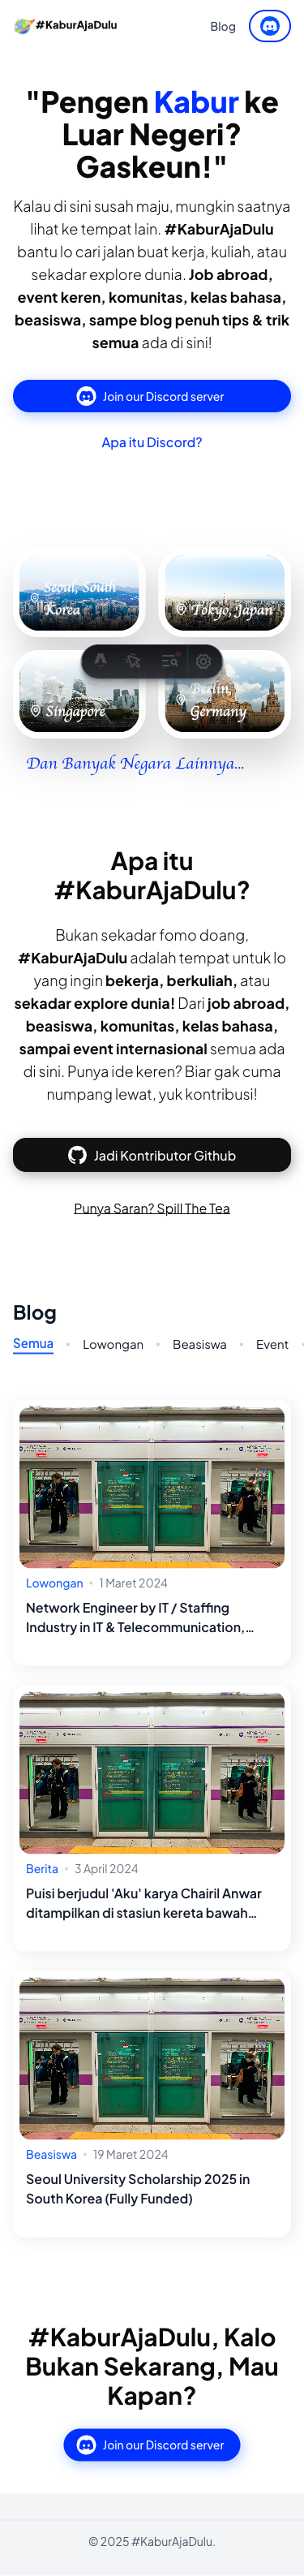 #KaburAjaDulu
Blog
"Pengen Kabur ke
Luar Negeri?
Gaskeun!"
Kalau di sini susah maju, mungkin saatnya
lihat ke tempat lain. #KaburAjaDulu
bantu lo cari jalan buat kerja, kuliah, atau
sekadar explore dunia. Job abroad,
event keren, komunitas, kelas bahasa,
beasiswa, sampe blog penuh tips & trik
semua ada di sini!
Join our Discord server
Apa itu Discord?
Seoul, South
Korea
Tokyo, Japan
Singapore
Berlin,
Germany
Dan Banyak Negara Lainnya...
Apa itu
#KaburAjaDulu?
Bukan sekadar fomo doang,
#KaburAjaDulu adalah tempat untuk lo
yang ingin bekerja, berkuliah, atau
sekadar explore dunia! Dari job abroad,
beasiswa, komunitas, kelas bahasa,
sampai event internasional semua ada
di sini. Punya ide keren? Biar gak cuma
numpang lewat, yuk kontribusi!
Jadi Kontributor Github
Punya Saran? Spill The Tea
Blog
Semua • Lowongan • Beasiswa • Event •
Lowongan • 1 Maret 2024
Network Engineer by IT / Staffing
Industry in IT & Telecommunication,...
Berita • 3 April 2024
Puisi berjudul 'Aku' karya Chairil Anwar
ditampilkan di stasiun kereta bawah...
Beasiswa • 19 Maret 2024
Seoul University Scholarship 2025 in
South Korea (Fully Funded)
#KaburAjaDulu, Kalo
Bukan Sekarang, Mau
Kapan?
Join our Discord server
© 2025 #KaburAjaDulu.